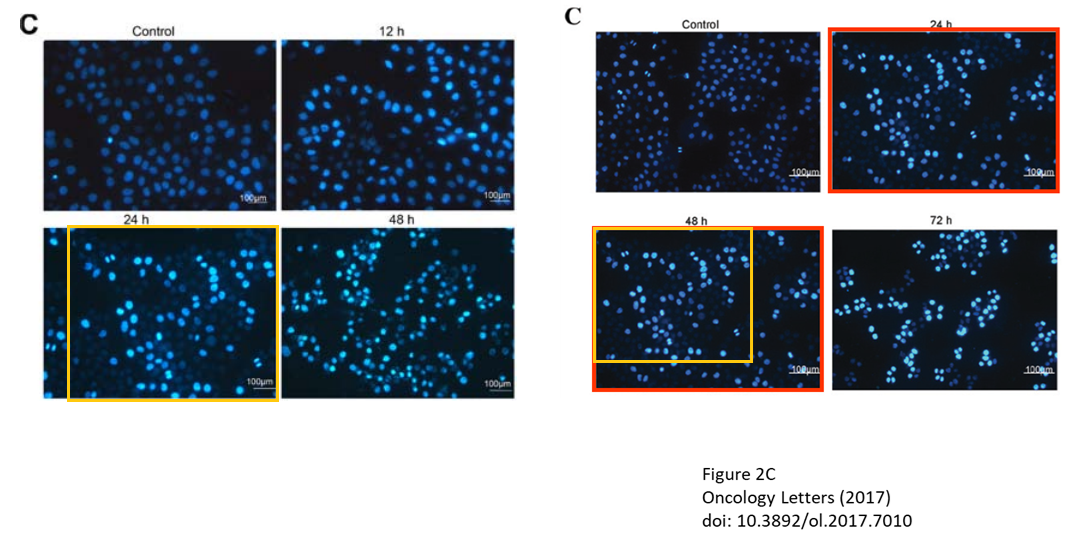 C
Control
12 h
100µm
100µm
24 h
48 h
100µm
100µm
C
Control
24 h
100µm
100µm
48 h
72 h
100µm
100µm
Figure 2C
Oncology Letters (2017)
doi: 10.3892/ol.2017.7010